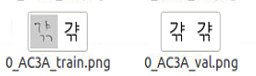 갺 갺 갺 갺
0_AC3A_train.png 0_AC3A_val.png